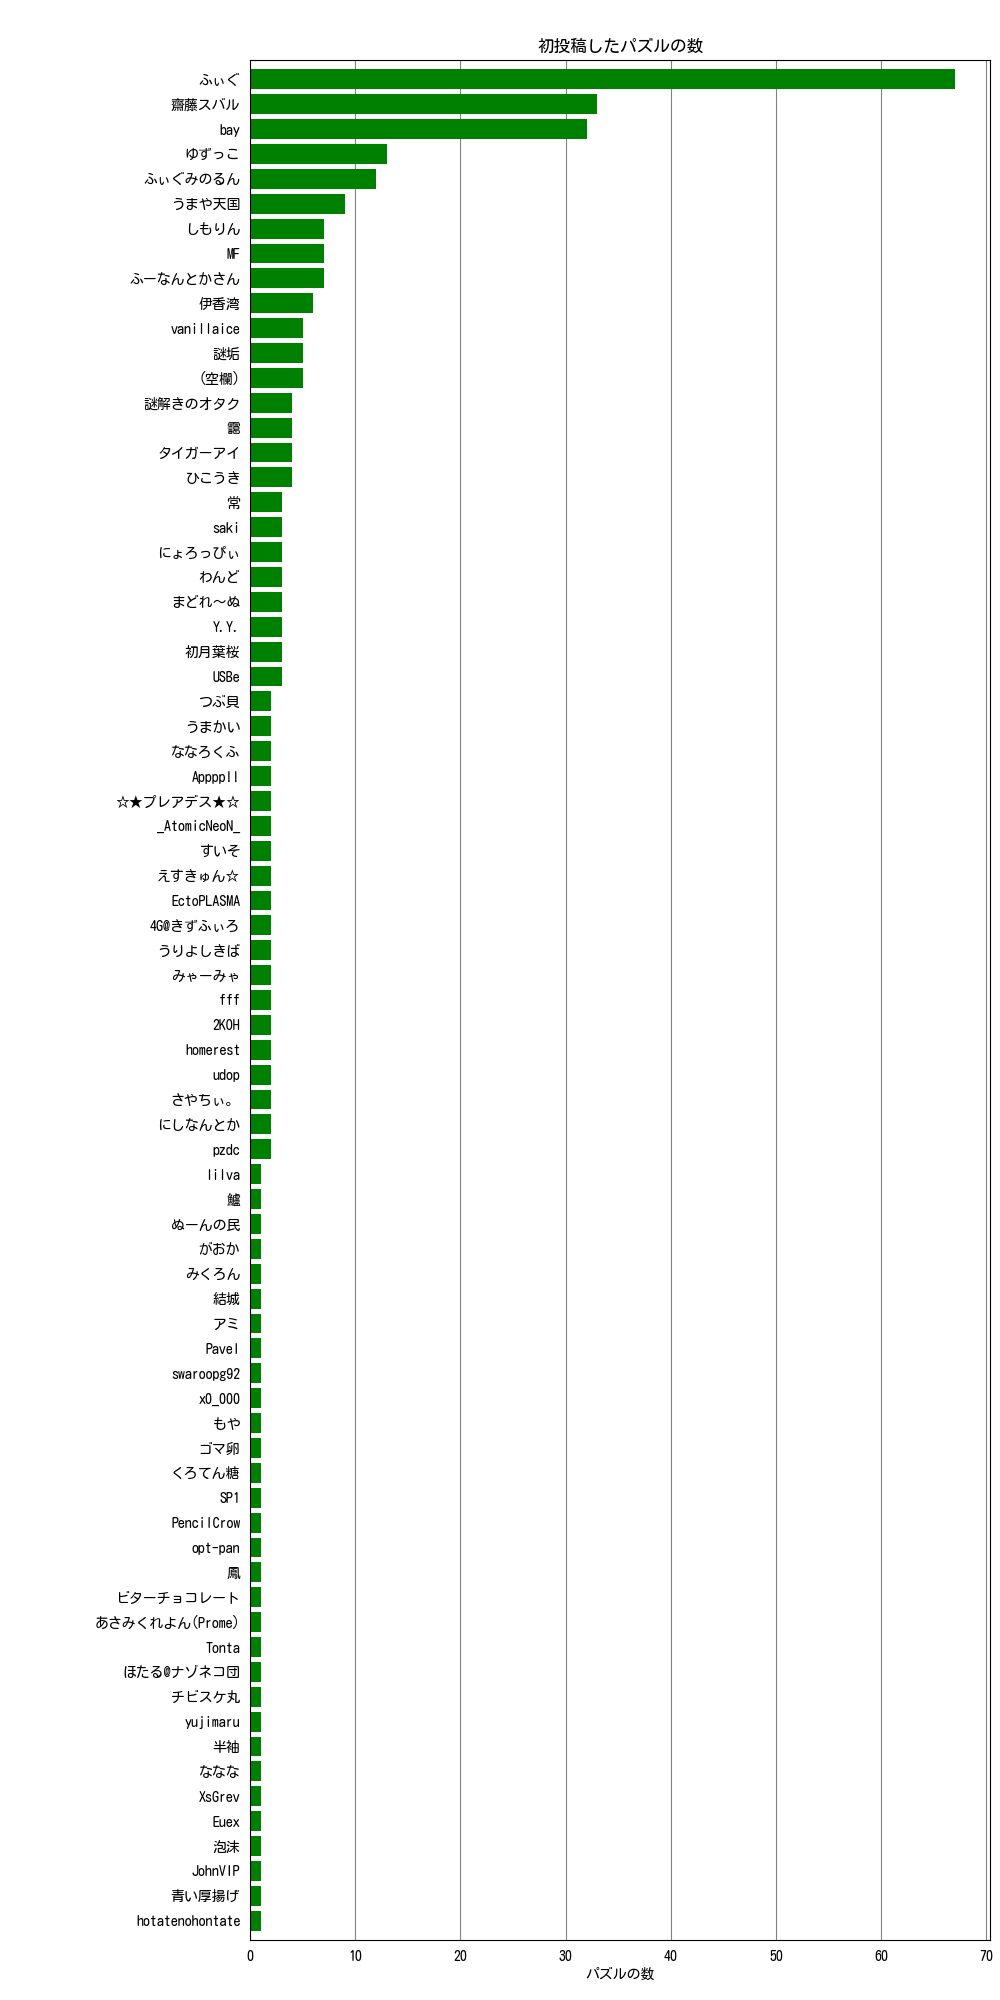 初投稿したパズルの数
ふぃぐ
齋藤スバル
bay
ゆずっこ
ふぃぐみのるん
うまや天国
しもりん
MF
ふーなんとかさん
伊香湾
vanillaice
謎垢
(空欄)
謎解きのオタク
タイガーアイ
ひこうき
常
saki
にょろっぴぃ
わんど
まどれ～ぬ
Y.Y.
初月葉桜
USBe
つぶ貝
うまかい
ななろくふ
☆★プレアデス★☆
_AtomicNeoN_
すいそ
えすきゅん☆
EctoPLASMA
4G@きずふぃろ
うりよしきば
みゃーみゃ
fff
2KOH
homerest
udop
さやちぃ。
にしなんとか
pzdc
lilva
鱸
ぬーんの民
がおか
みくろん
結城
アミ
Pavel
swaroopg92
x0_000
もや
ゴマ卵
くろてん糖
SP1
PencilCrow
opt-pan
鳳
ビターチョコレート
あさみくれよん(Prome)
Tonta
ほたる@ナゾネコ団
チビスケ丸
yujimaru
半袖
ななな
XsGrev
Euex
泡沫
JohnVIP
青い厚揚げ
hotatenohontate
0 10 20 30 40 50 60 70
パズルの数